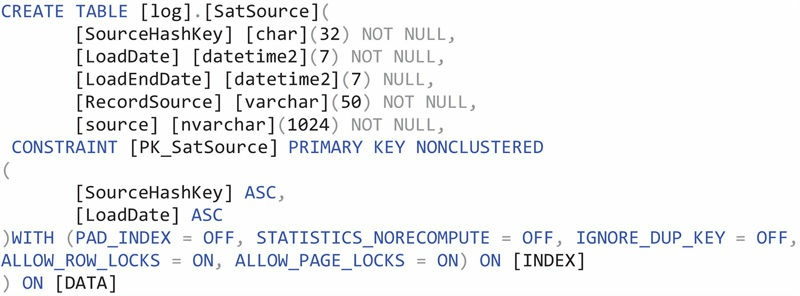 CREATE TABLE [log].[SatSource](
[SourceHashKey] [char](32) NOT NULL,
[LoadDate] [datetime2](7) NOT NULL,
[LoadEndDate] [datetime2](7) NULL,
[RecordSource] [varchar](50) NOT NULL,
[source] [nvarchar](1024) NOT NULL,
CONSTRAINT [PK_SatSource] PRIMARY KEY NONCLUSTERED
(
[SourceHashKey] ASC,
[LoadDate] ASC
)WITH (PAD_INDEX = OFF, STATISTICS_NORECOMPUTE = OFF, IGNORE_DUP_KEY = OFF,
ALLOW_ROW_LOCKS = ON, ALLOW_PAGE_LOCKS = ON) ON [INDEX]
) ON [DATA]